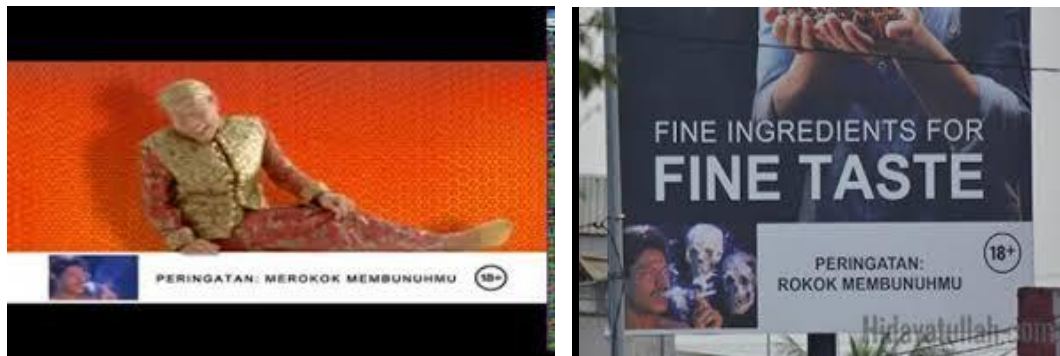 PERINGATAN: MEROKOK MEMBUNUHMU
18+
FINE INGREDIENTS FOR
FINE TASTE
18+
PERINGATAN:
ROKOK MEMBUNUHMU
Hidayatullah.com